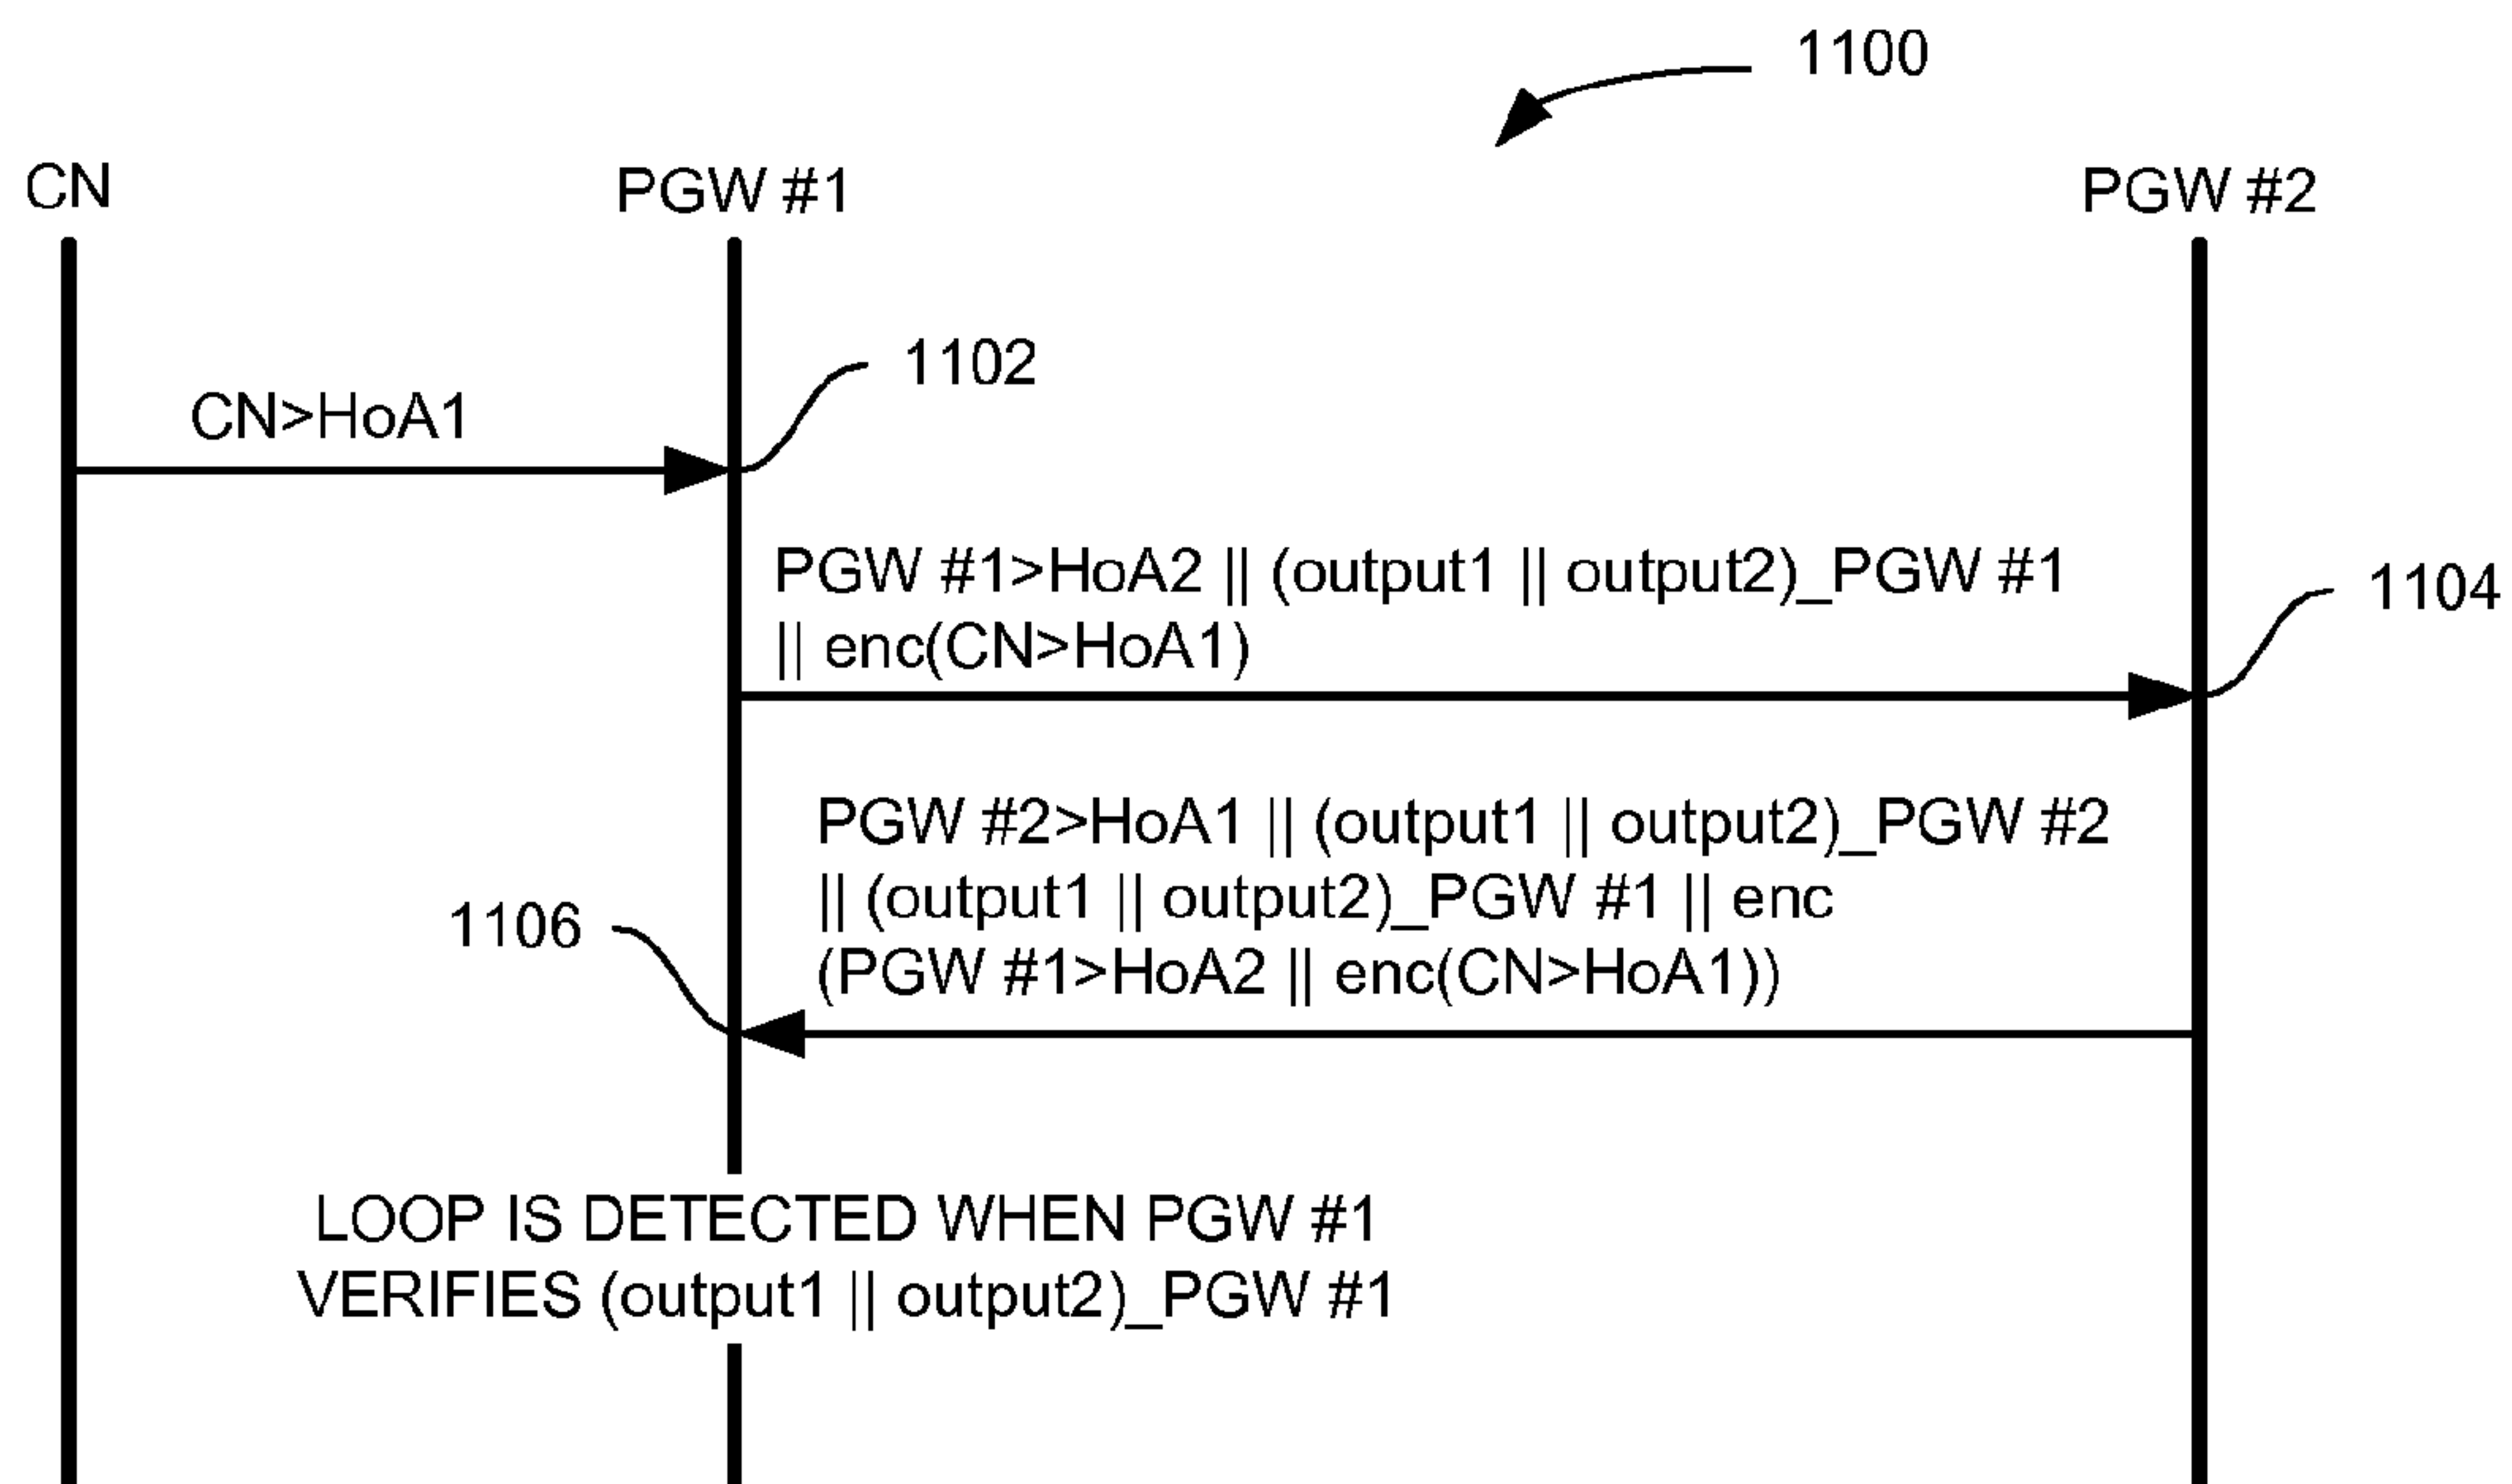 1100
CN
PGW #1
PGW #2
1102
CN>HoA1
PGW #1>HoA2 || (output1 || output2)_PGW #1
|| enc(CN>HoA1)
1104
PGW #2>HoA1 || (output1 || output2)_PGW #2
|| (output1 || output2)_PGW #1 || enc
(PGW #1>HoA2 || enc(CN>HoA1))
1106
LOOP IS DETECTED WHEN PGW #1
VERIFIES (output1 || output2)_PGW #1